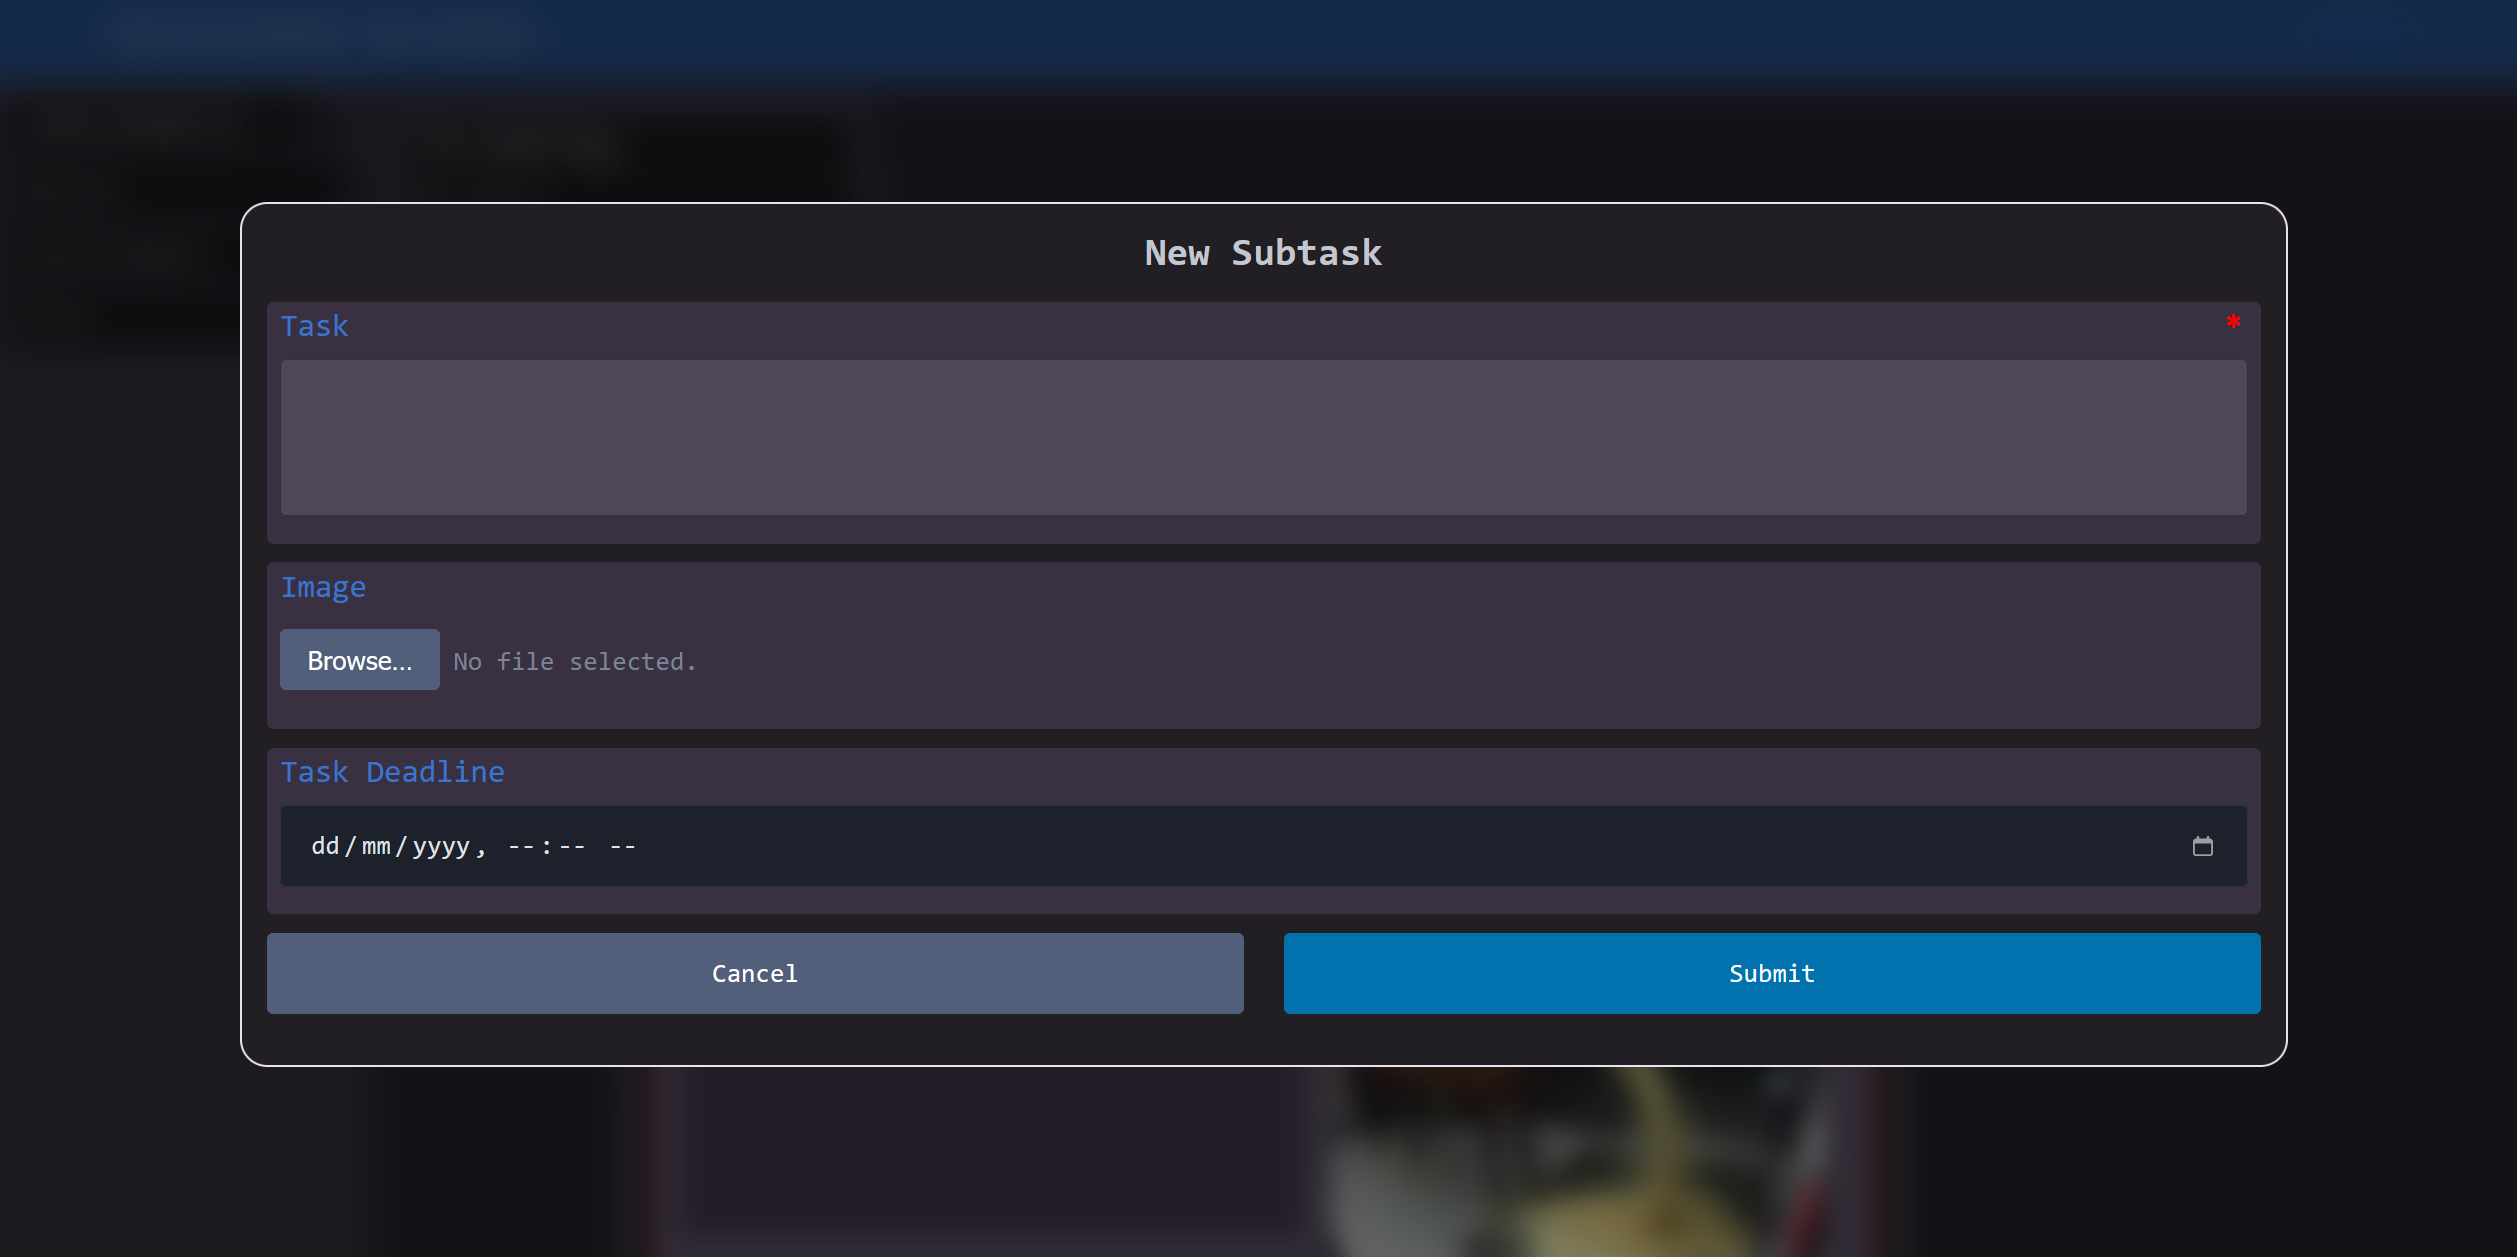 New Subtask
Task *
Image
Browse... No file selected.
Task Deadline
dd/mm/yyyy, --:-- --
Cancel Submit